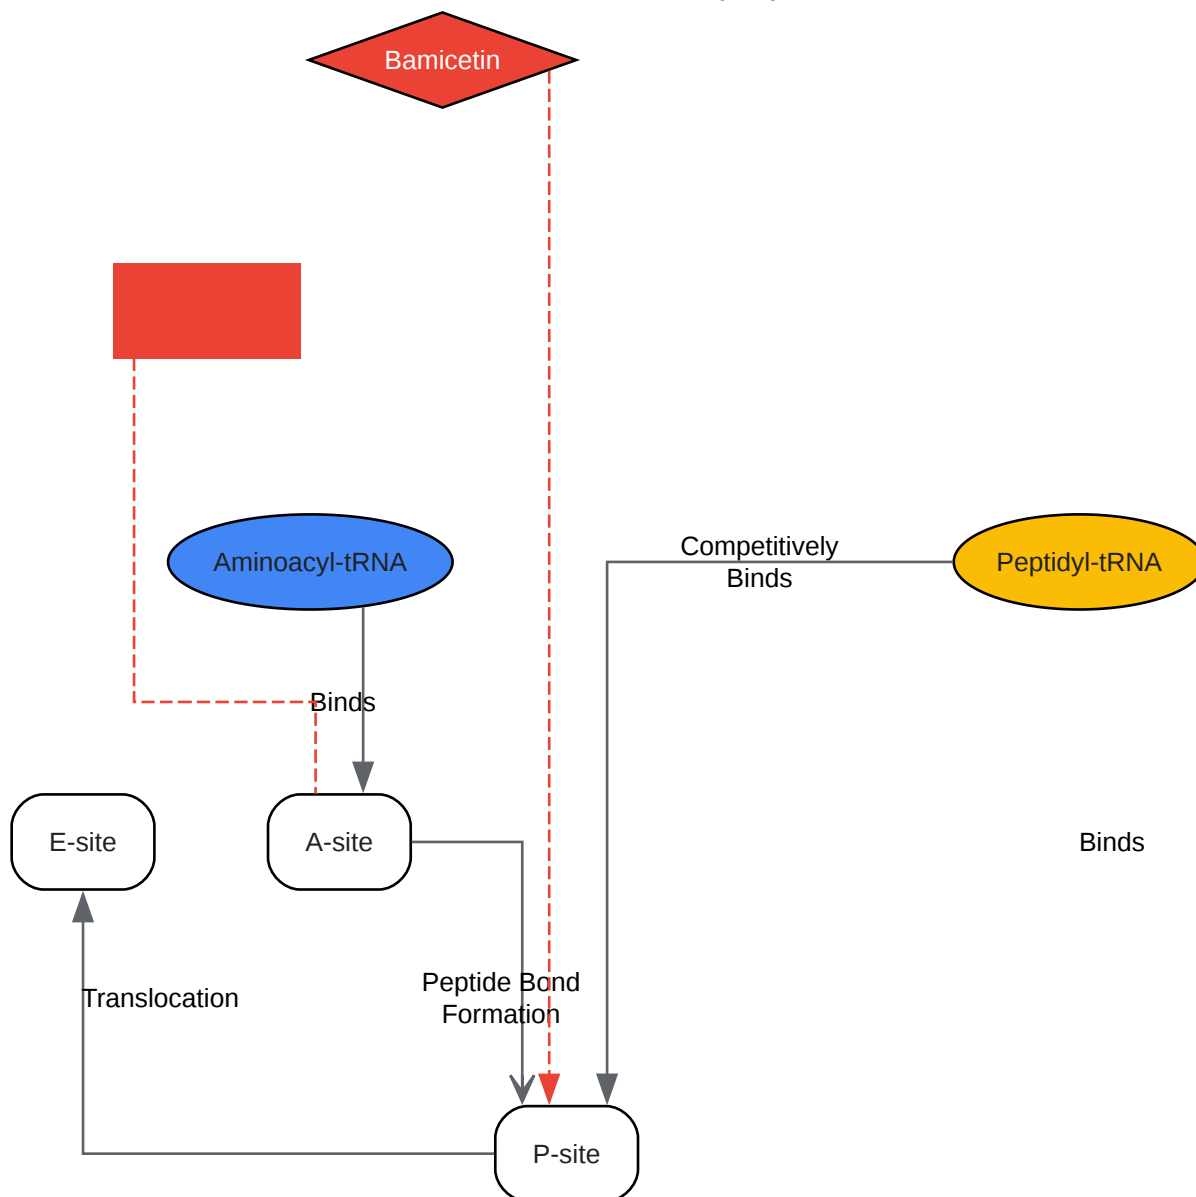 Bamicetin
Aminoacyl-tRNA
Competitively
Binds
Peptidyl-tRNA
Binds
E-site
A-site
Binds
Translocation
Peptide Bond
Formation
P-site